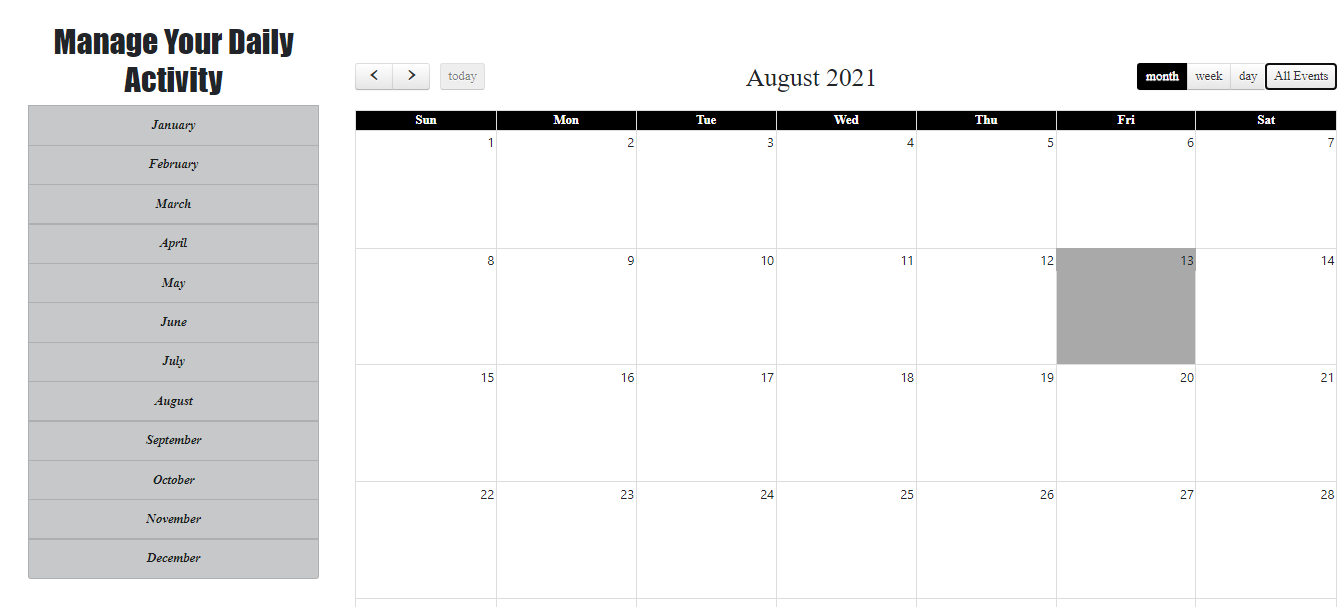 Manage Your Daily
Activity
January
February
March
April
May
June
July
August
September
October
November
December
today
August 2021
month week day All Events
Sun Mon Tue Wed Thu Fri Sat
1 2 3 4 5 6 7
8 9 10 11 12 13 14
15 16 17 18 19 20 21
22 23 24 25 26 27 28